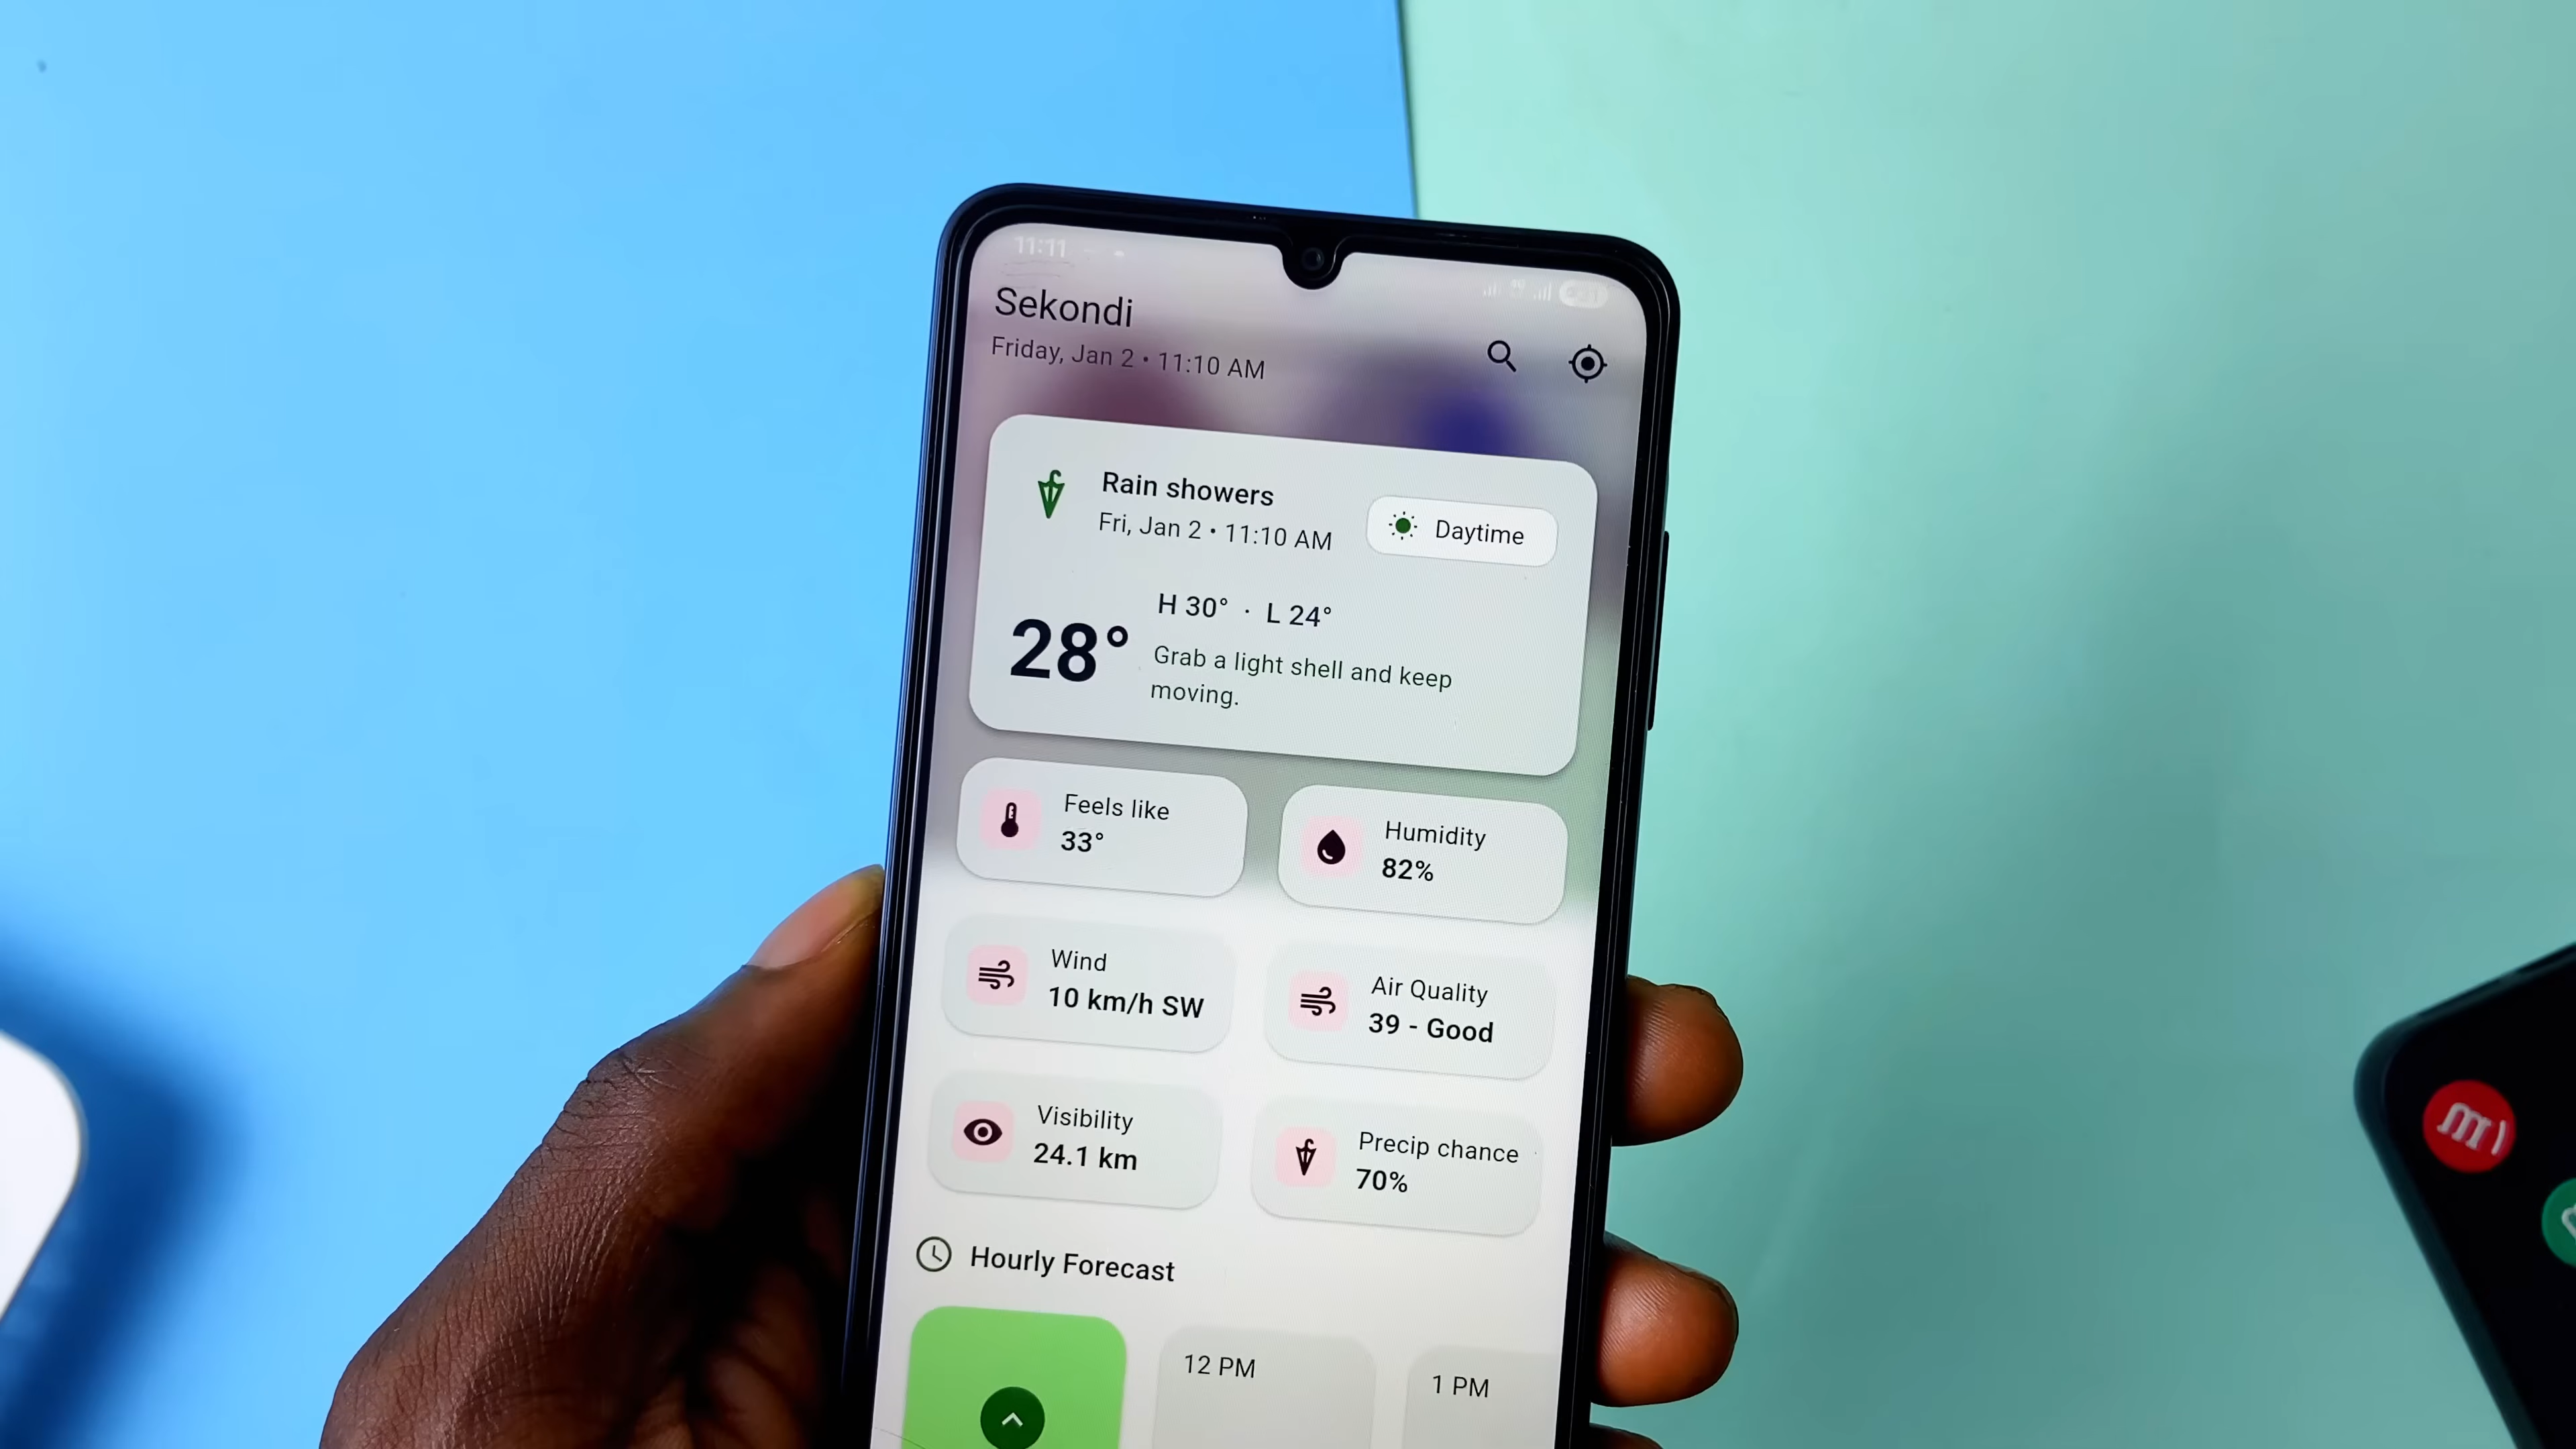 11:11
Sekondi
Friday, Jan 2 • 11:10 AM
Rain showers
Fri, Jan 2 • 11:10 AM
Daytime
28°
H 30° · L 24°
Grab a light shell and keep
moving.
Feels like
33°
Humidity
82%
Wind
10 km/h SW
Air Quality
39 - Good
Visibility
24.1 km
Precip chance
70%
Hourly Forecast
12 PM
1 PM